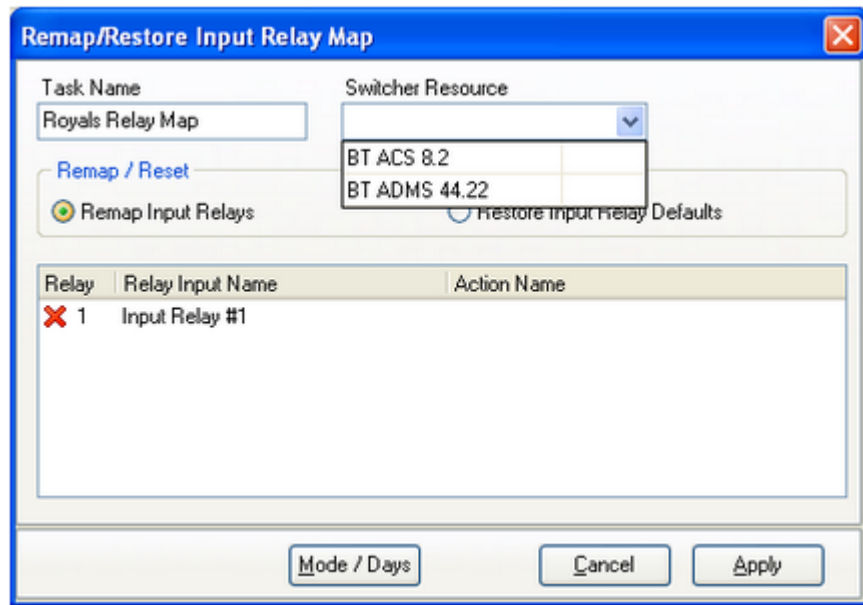 Remap/Restore Input Relay Map
Task Name Switcher Resource
Royals Relay Map
BT ACS 8.2
BT ADMS 44.22
Remap / Reset
Remap Input Relays Restore Input Relay Defaults
Relay Relay Input Name Action Name
1 Input Relay #1
Mode / Days Cancel Apply